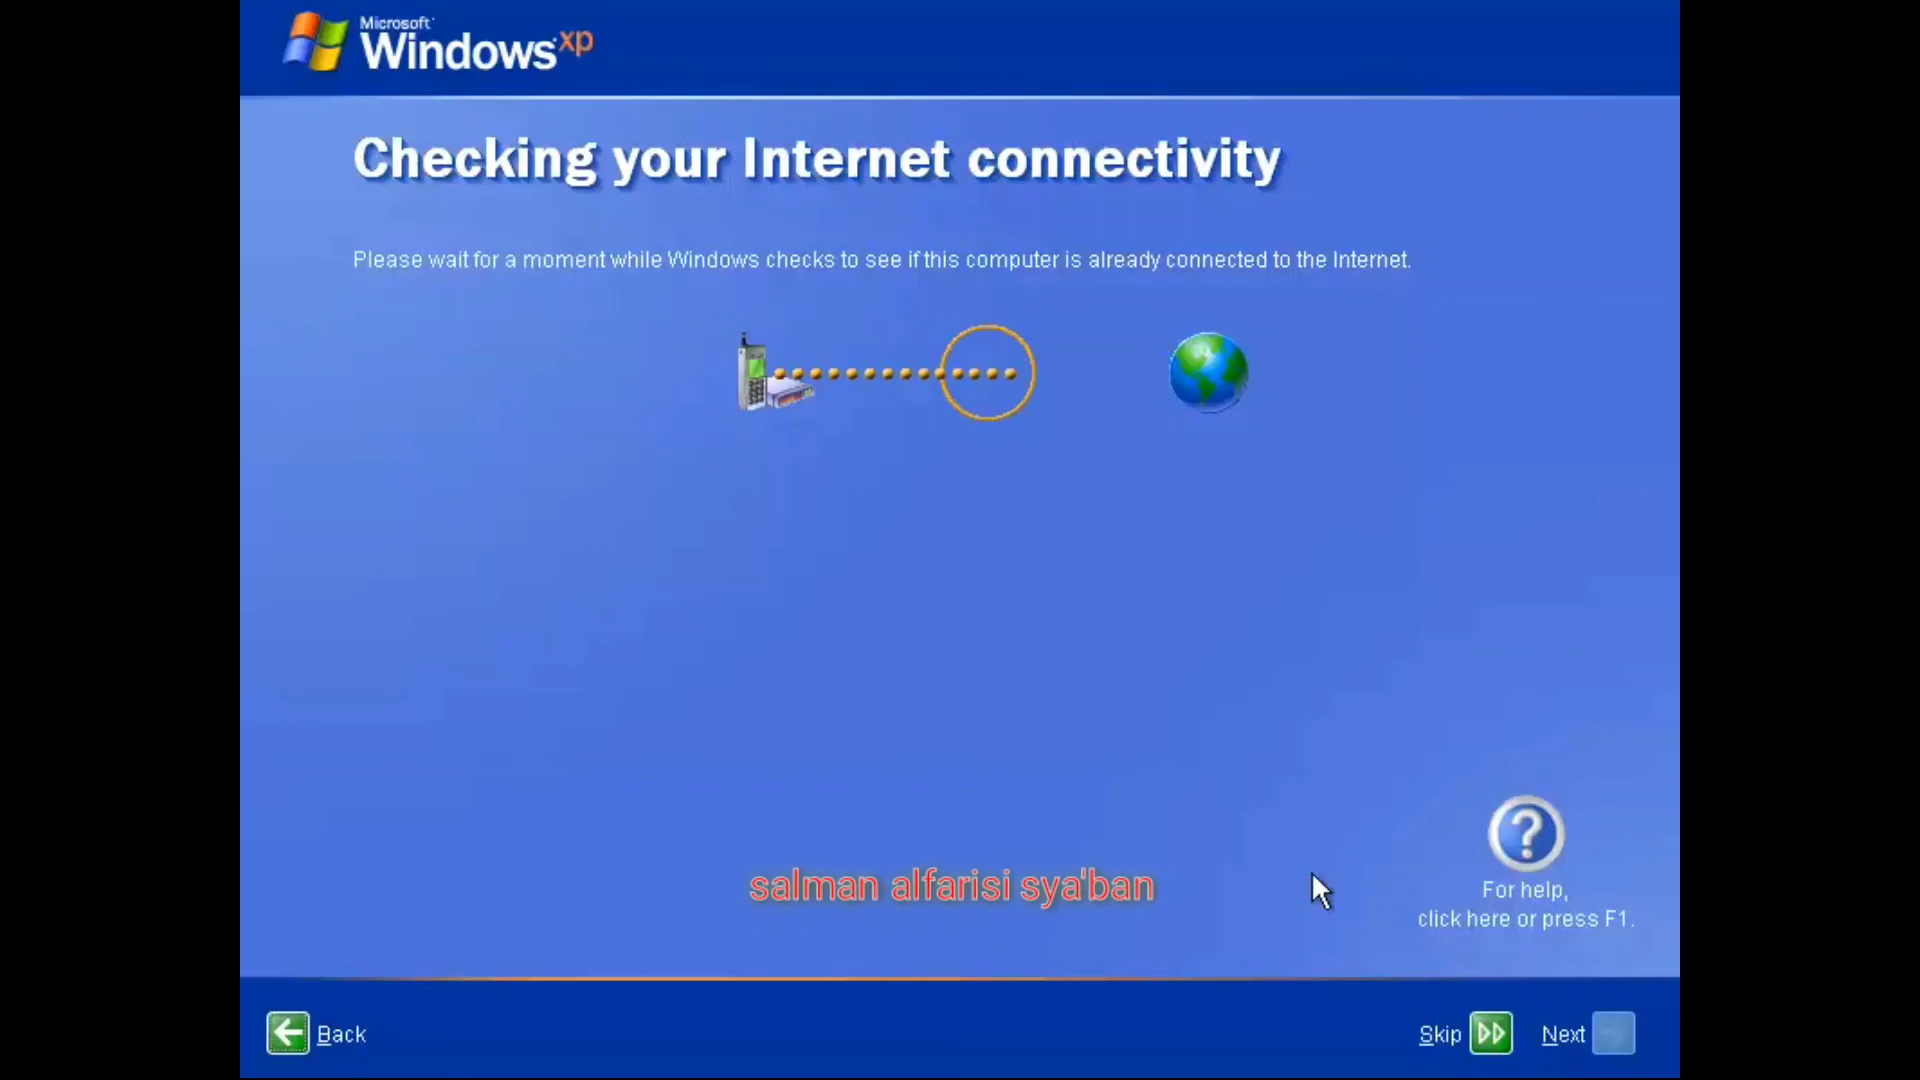 Microsoft
Windows xp
Checking your Internet connectivity
Please wait for a moment while Windows checks to see if this computer is already connected to the Internet.
salman alfarisi sya'ban
For help,
click here or press F1.
Back
Skip
Next